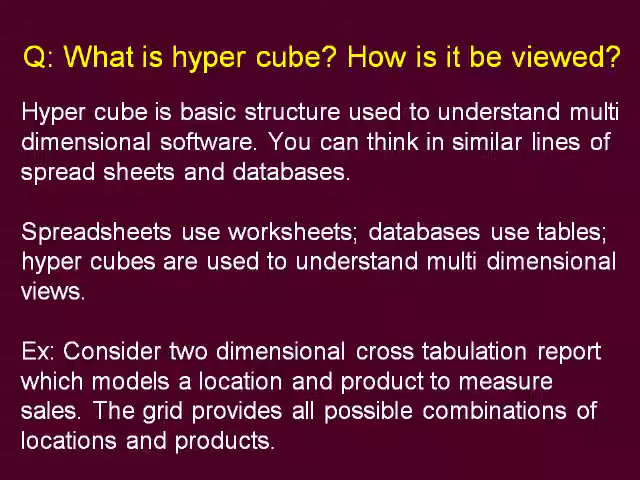 Q: What is hyper cube? How is it be viewed?
Hyper cube is basic structure used to understand multi
dimensional software. You can think in similar lines of
spread sheets and databases.
Spreadsheets use worksheets; databases use tables;
hyper cubes are used to understand multi dimensional
views.
Ex: Consider two dimensional cross tabulation report
which models a location and product to measure
sales. The grid provides all possible combinations of
locations and products.